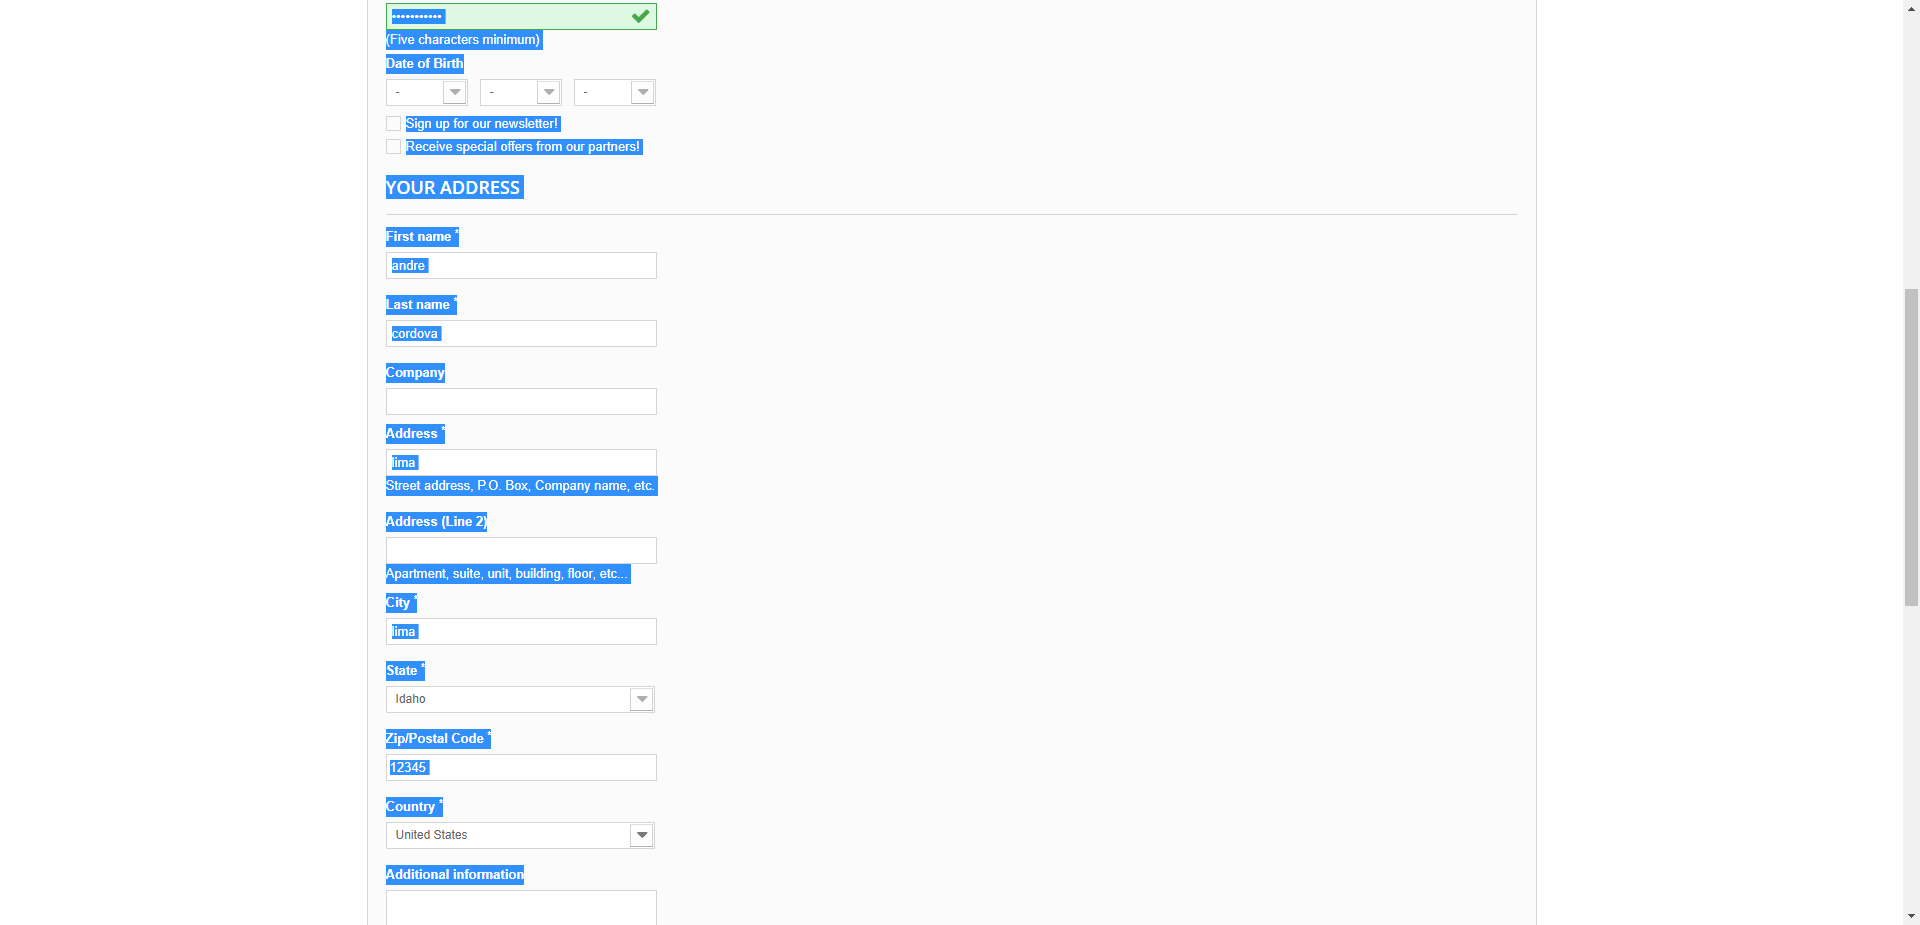 •••••••••••
(Five characters minimum)
Date of Birth
- - -
Sign up for our newsletter!
Receive special offers from our partners!
YOUR ADDRESS
First name *
andre
Last name *
cordova
Company
Address *
lima
Street address, P.O. Box, Company name, etc.
Address (Line 2)
Apartment, suite, unit, building, floor, etc...
City *
lima
State *
Idaho
Zip/Postal Code *
12345
Country *
United States
Additional information